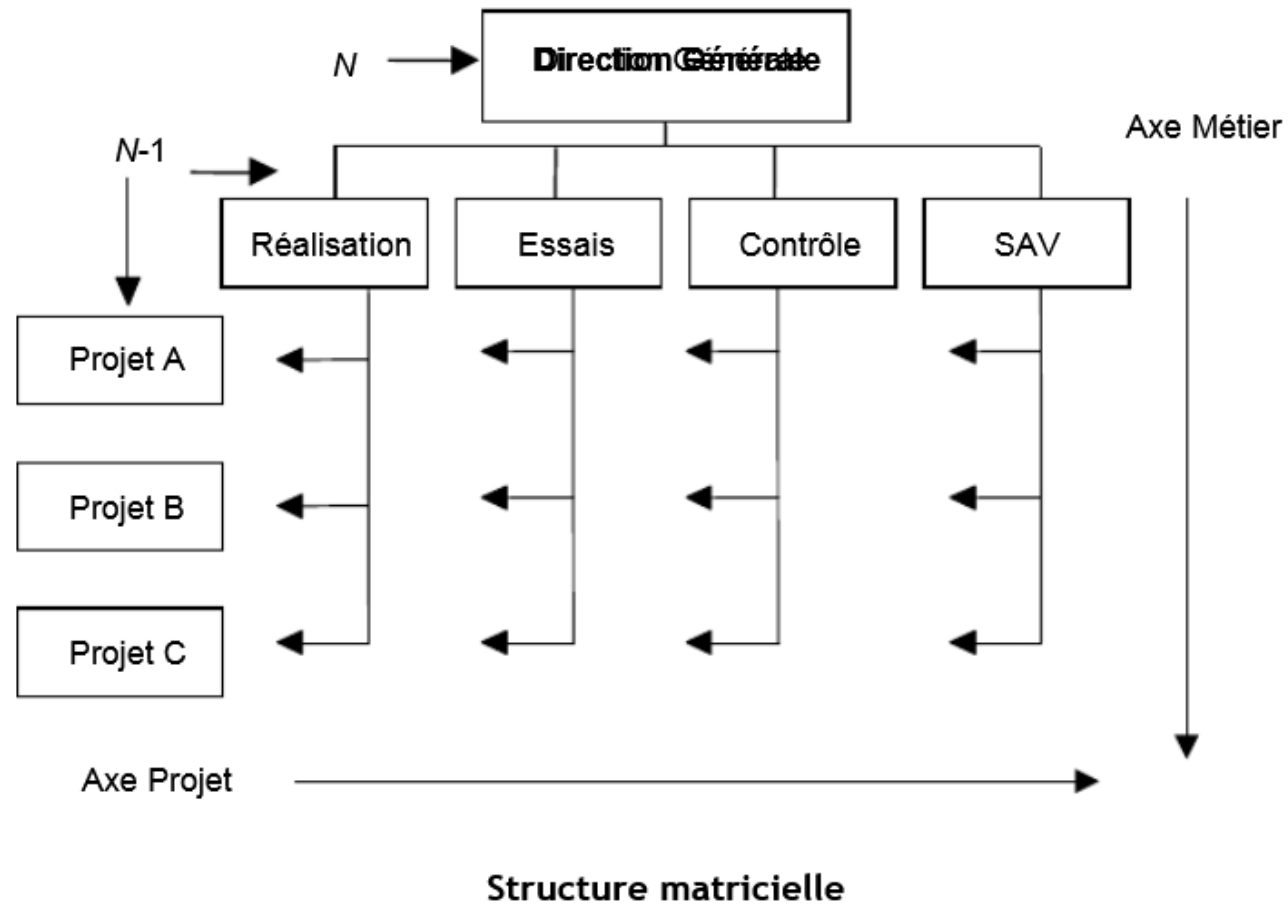 Direction Générale
N
Axe Métier
N-1
Réalisation
Essais
Contrôle
SAV
Projet A
Projet B
Projet C
Axe Projet
Structure matricielle